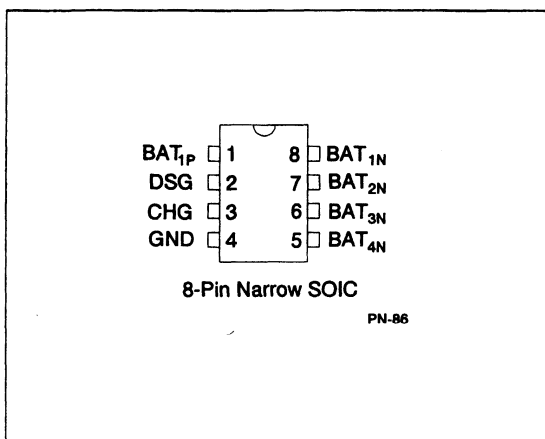 BAT1P 1 8 BAT1N
DSG 2 7 BAT2N
CHG 3 6 BAT3N
GND 4 5 BAT4N
8-Pin Narrow SOIC
PN-86